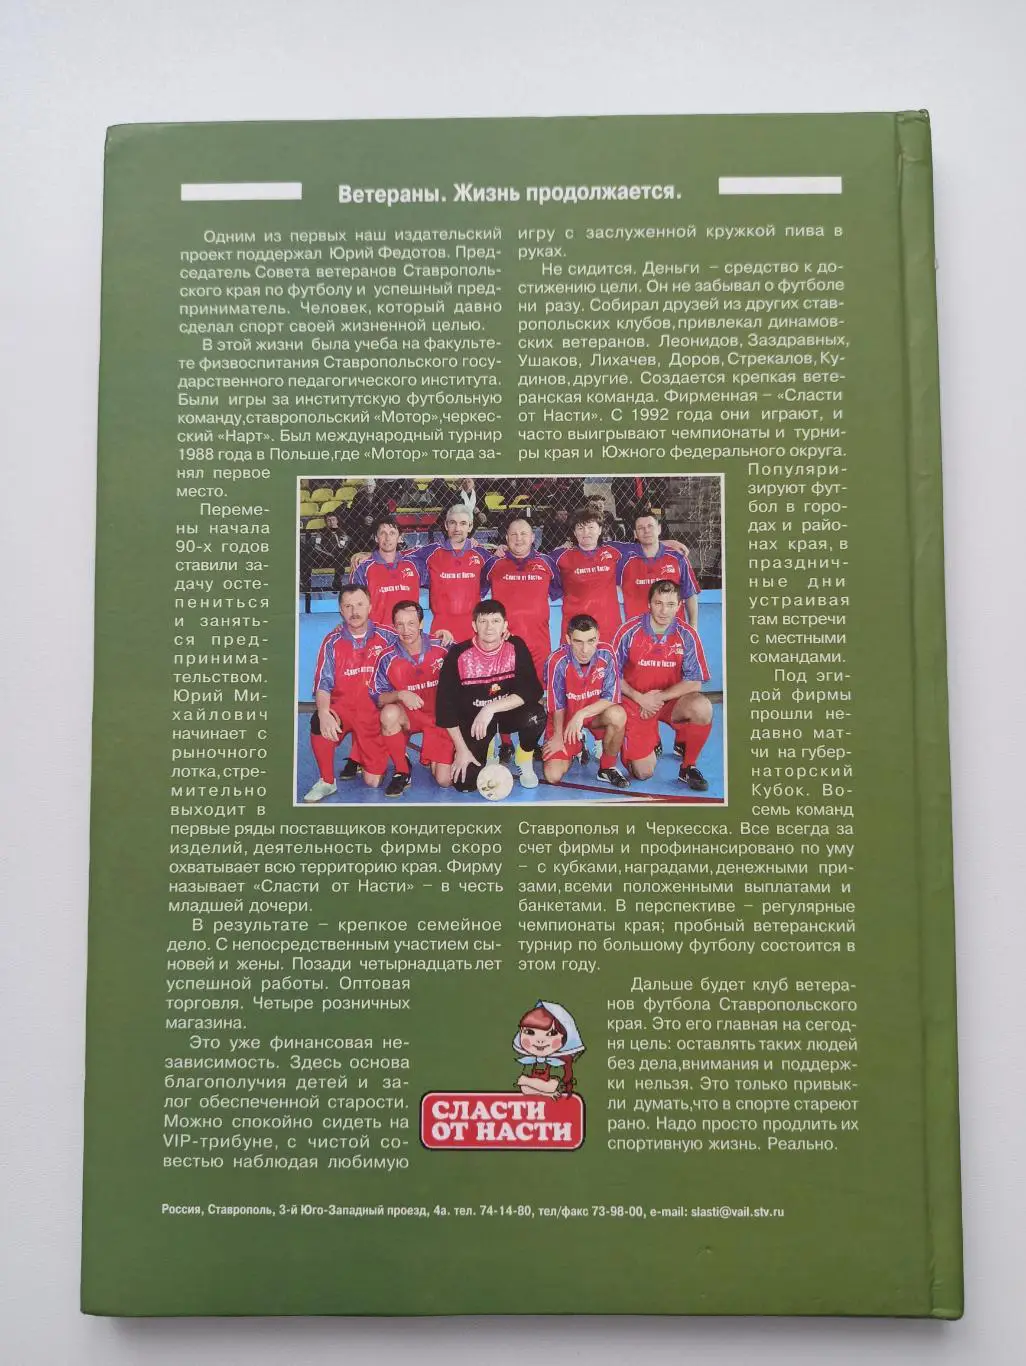 Ветераны. Жизнь продолжается.
Одним из первых наш издательский
проект поддержал Юрий Федотов. Пред-
седатель Совета ветеранов Ставрополь-
ского края по футболу и успешный пред-
приниматель. Человек, который давно
сделал спорт своей жизненной целью.
В этой жизни была учеба на факульте-
те физвоспитания Ставропольского госу-
дарственного педагогического института.
Были игры за институтскую футбольную
команду, ставропольский «Мотор», черкес-
ский «Нарт». Был международный турнир
1988 года в Польше, где «Мотор» тогда за-
нял первое
место.
Переме-
ны начала
90-х годов
ставили за-
дачу осте-
пениться
и занять-
ся пред-
принима-
тельством.
Юрий Ми-
хайлович
начинает с
рыночного
лотка, стре-
мительно
выходит в
первые ряды поставщиков кондитерских
изделий, деятельность фирмы скоро
охватывает всю территорию края. Фирму
называет «Сласти от Насти» – в честь
младшей дочери.
В результате – крепкое семейное
дело. С непосредственным участием сы-
новей и жены. Позади четырнадцать лет
успешной работы. Оптовая
торговля. Четыре розничных
магазина.
Это уже финансовая не-
зависимость. Здесь основа
благополучия детей и за-
лог обеспеченной старости.
Можно спокойно сидеть на
VIP-трибуне, с чистой со-
вестью наблюдая любимую
игру с заслуженной кружкой пива в
руках.
Не сидится. Деньги – средство к до-
стижению цели. Он не забывал о футболе
ни разу. Собирал друзей из других став-
ропольских клубов, привлекал динамов-
ских ветеранов. Леонидов, Заздравных,
Ушаков, Лихачев, Доров, Стрекалов, Ку-
динов, другие. Создается крепкая вете-
ранская команда. Фирменная – «Сласти
от Насти». С 1992 года они играют, и
часто выигрывают чемпионаты и турни-
ры края и Южного федерального округа.
Популяри-
зируют фут-
бол в горо-
дах и райо-
нах края, в
праздни­ч-
ные дни
устраивая
там встречи
с местными
командами.
Под эги-
дой фирмы
прошли не-
давно мат-
чи на губер-
наторский
Кубок. Во-
семь команд
Ставрополья и Черкесска. Все всегда за
счет фирмы и профинансировано по уму
– с кубками, наградами, денежными при-
зами, всеми положенными выплатами и
банкетами. В перспективе – регулярные
чемпионаты края; пробный ветеранский
турнир по большому футболу состоится в
этом году.
Дальше будет клуб ветера-
нов футбола Ставропольского
края. Это его главная на сегод-
ня цель: оставлять таких людей
без дела, внимания и поддерж-
ки нельзя. Это только привык-
ли думать, что в спорте стареют
рано. Надо просто продлить их
спортивную жизнь. Реально.
«Сласти от Насти»
«Сласти от Насти»
«Сласти от Насти»
«Сласти от Насти»
СЛАСТИ
ОТ НАСТИ
Россия, Ставрополь, 3-й Юго-Западный проезд, 4а. тел. 74-14-80, тел/факс 73-98-00, e-mail: slasti@vail.stv.ru